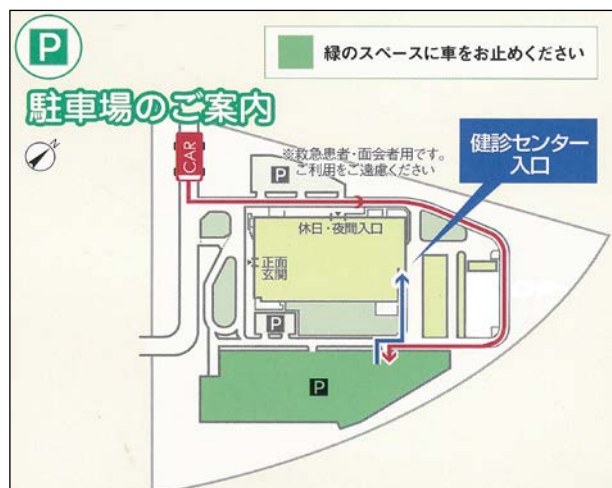 P
緑のスペースに車をお止めください
駐車場のご案内
N
CAR
※救急患者・面会者用です。
ご利用をご遠慮ください
P
健診センター
入口
休日・夜間入口
正面
玄関
P
P